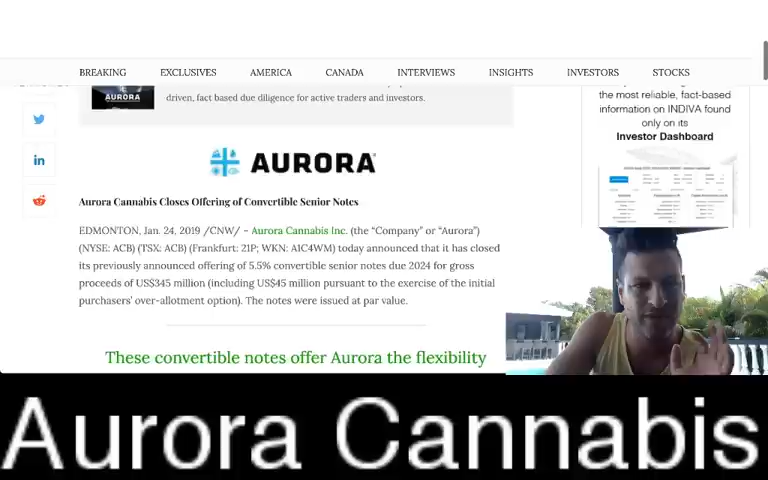 BREAKING EXCLUSIVES AMERICA CANADA INTERVIEWS INSIGHTS INVESTORS STOCKS
AURORA
driven, fact based due diligence for active traders and investors.
the most reliable, fact-based
information on INDIVA found
only on its
Investor Dashboard
AURORA
Aurora Cannabis Closes Offering of Convertible Senior Notes
EDMONTON, Jan. 24, 2019 /CNW/ – Aurora Cannabis Inc. (the “Company” or “Aurora”)
(NYSE: ACB) (TSX: ACB) (Frankfurt: 21P; WKN: A1C4WM) today announced that it has closed
its previously announced offering of 5.5% convertible senior notes due 2024 for gross
proceeds of US$345 million (including US$45 million pursuant to the exercise of the initial
purchasers’ over-allotment option). The notes were issued at par value.
These convertible notes offer Aurora the flexibility
Aurora Cannabis